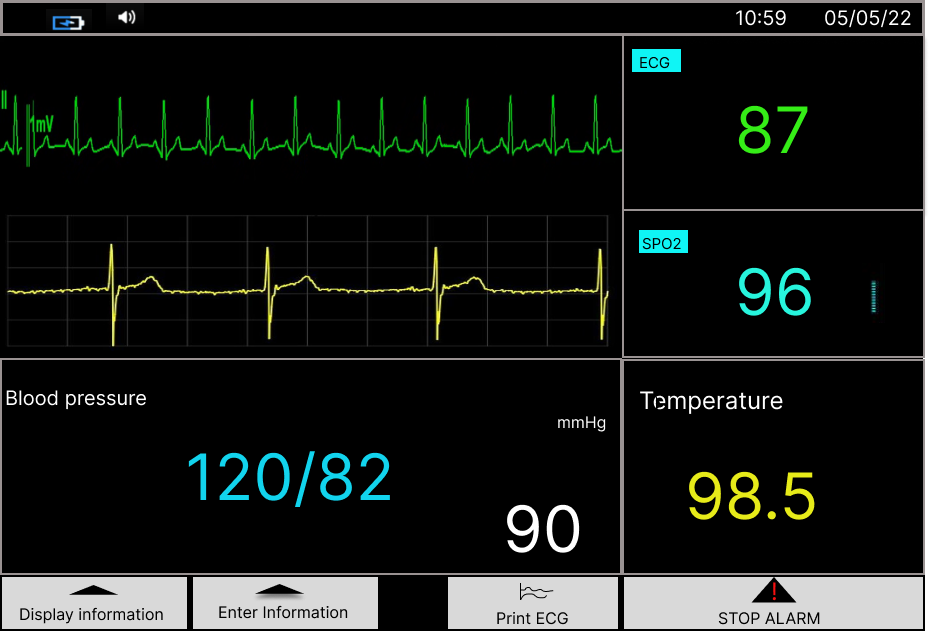 10:59 05/05/22
II
1mV
ECG
87
SPO2
96
Blood pressure
mmHg
120/82
90
Temperature
98.5
Display information
Enter Information
Print ECG
! STOP ALARM